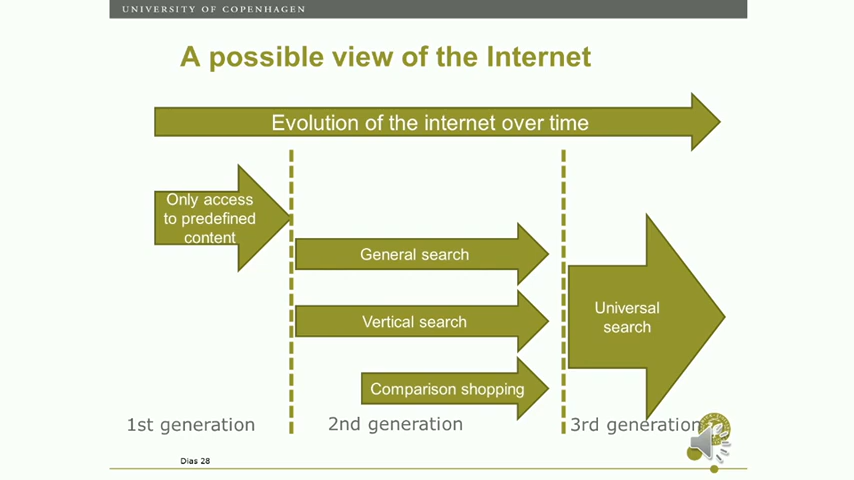 UNIVERSITY OF COPENHAGEN
A possible view of the Internet
Evolution of the internet over time
Only access
to predefined
content
General search
Vertical search
Comparison shopping
Universal
search
1st generation
2nd generation
3rd generation
Dias 28